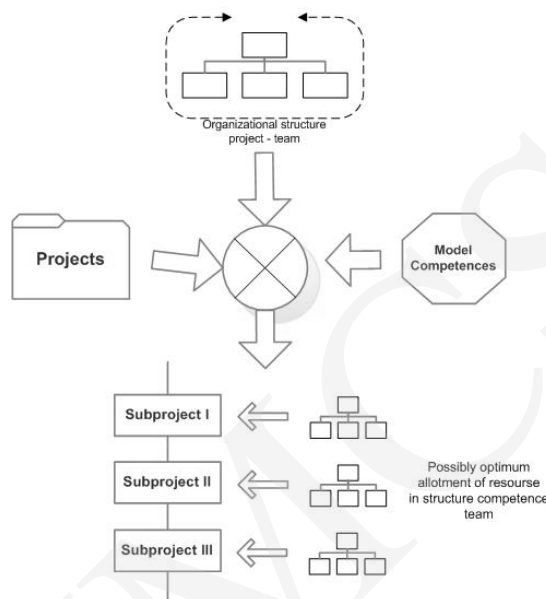 Organizational structure
project - team
Projects
Model
Competences
Subproject I
Subproject II
Subproject III
Possibly optimum
allotment of resourse
in structure competence
team